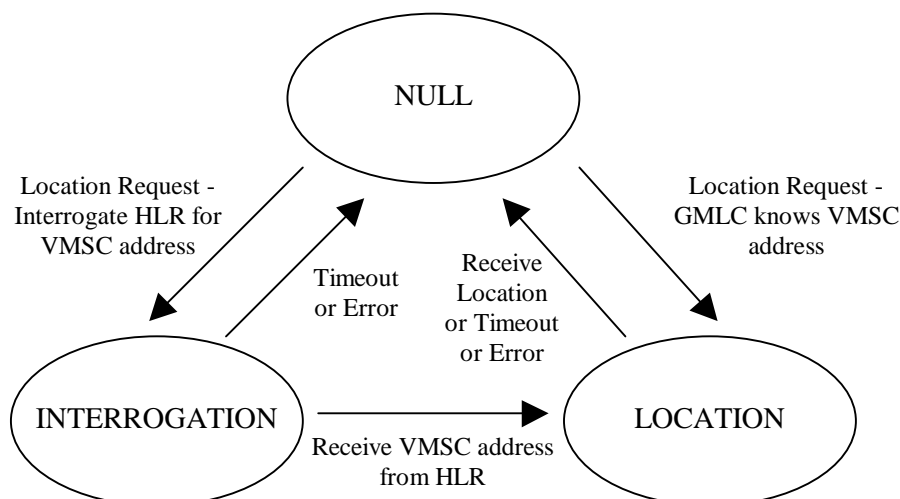 NULL
Location Request -
Interrogate HLR for
VMSC address
Location Request -
GMLC knows VMSC
address
Timeout
or Error
Receive
Location
or Timeout
or Error
INTERROGATION
LOCATION
Receive VMSC address
from HLR